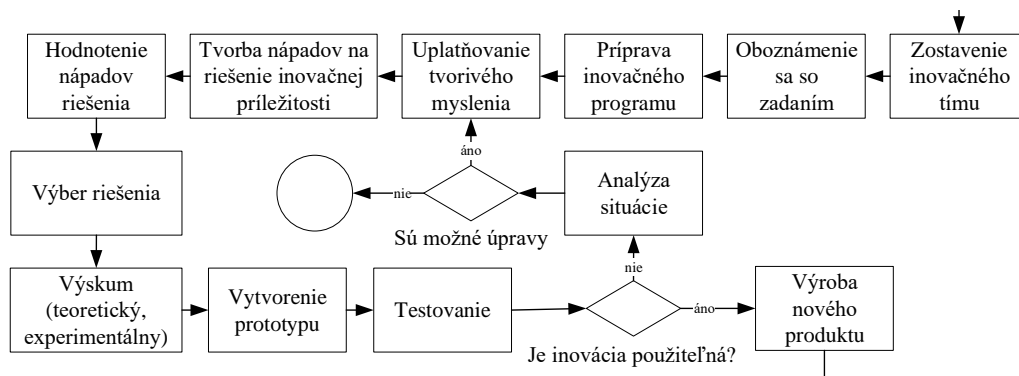 Hodnotenie
nápadov
riešenia
Tvorba nápadov na
riešenie inovačnej
príležitosti
Uplatňovanie
tvorivého
myslenia
Príprava
inovačného
programu
Oboznámenie
sa so
zadaním
Zostavenie
inovačného
tímu
Výber riešenia
nie
áno
Sú možné úpravy
Analýza
situácie
Výskum
(teoretický,
experimentálny)
Vytvorenie
prototypu
Testovanie
nie
áno
Je inovácia použiteľná?
Výroba
nového
produktu